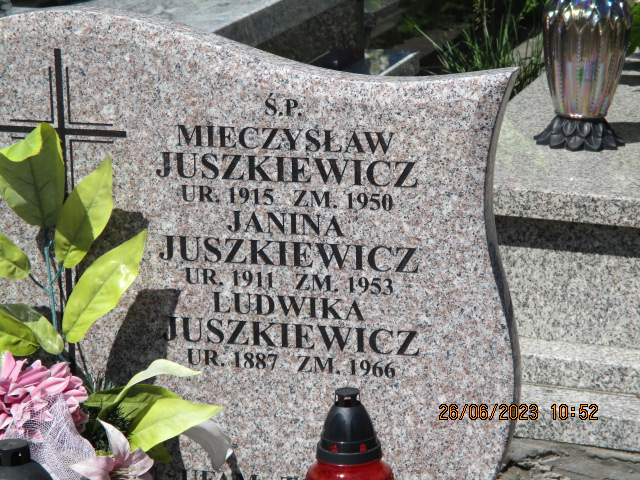 Ś.P.
MIECZYSŁAW
JUSZKIEWICZ
UR. 1915 ZM. 1950
JANINA
JUSZKIEWICZ
UR. 1911 ZM. 1953
LUDWIKA
JUSZKIEWICZ
UR. 1887 ZM. 1966
26/06/2023 10:52